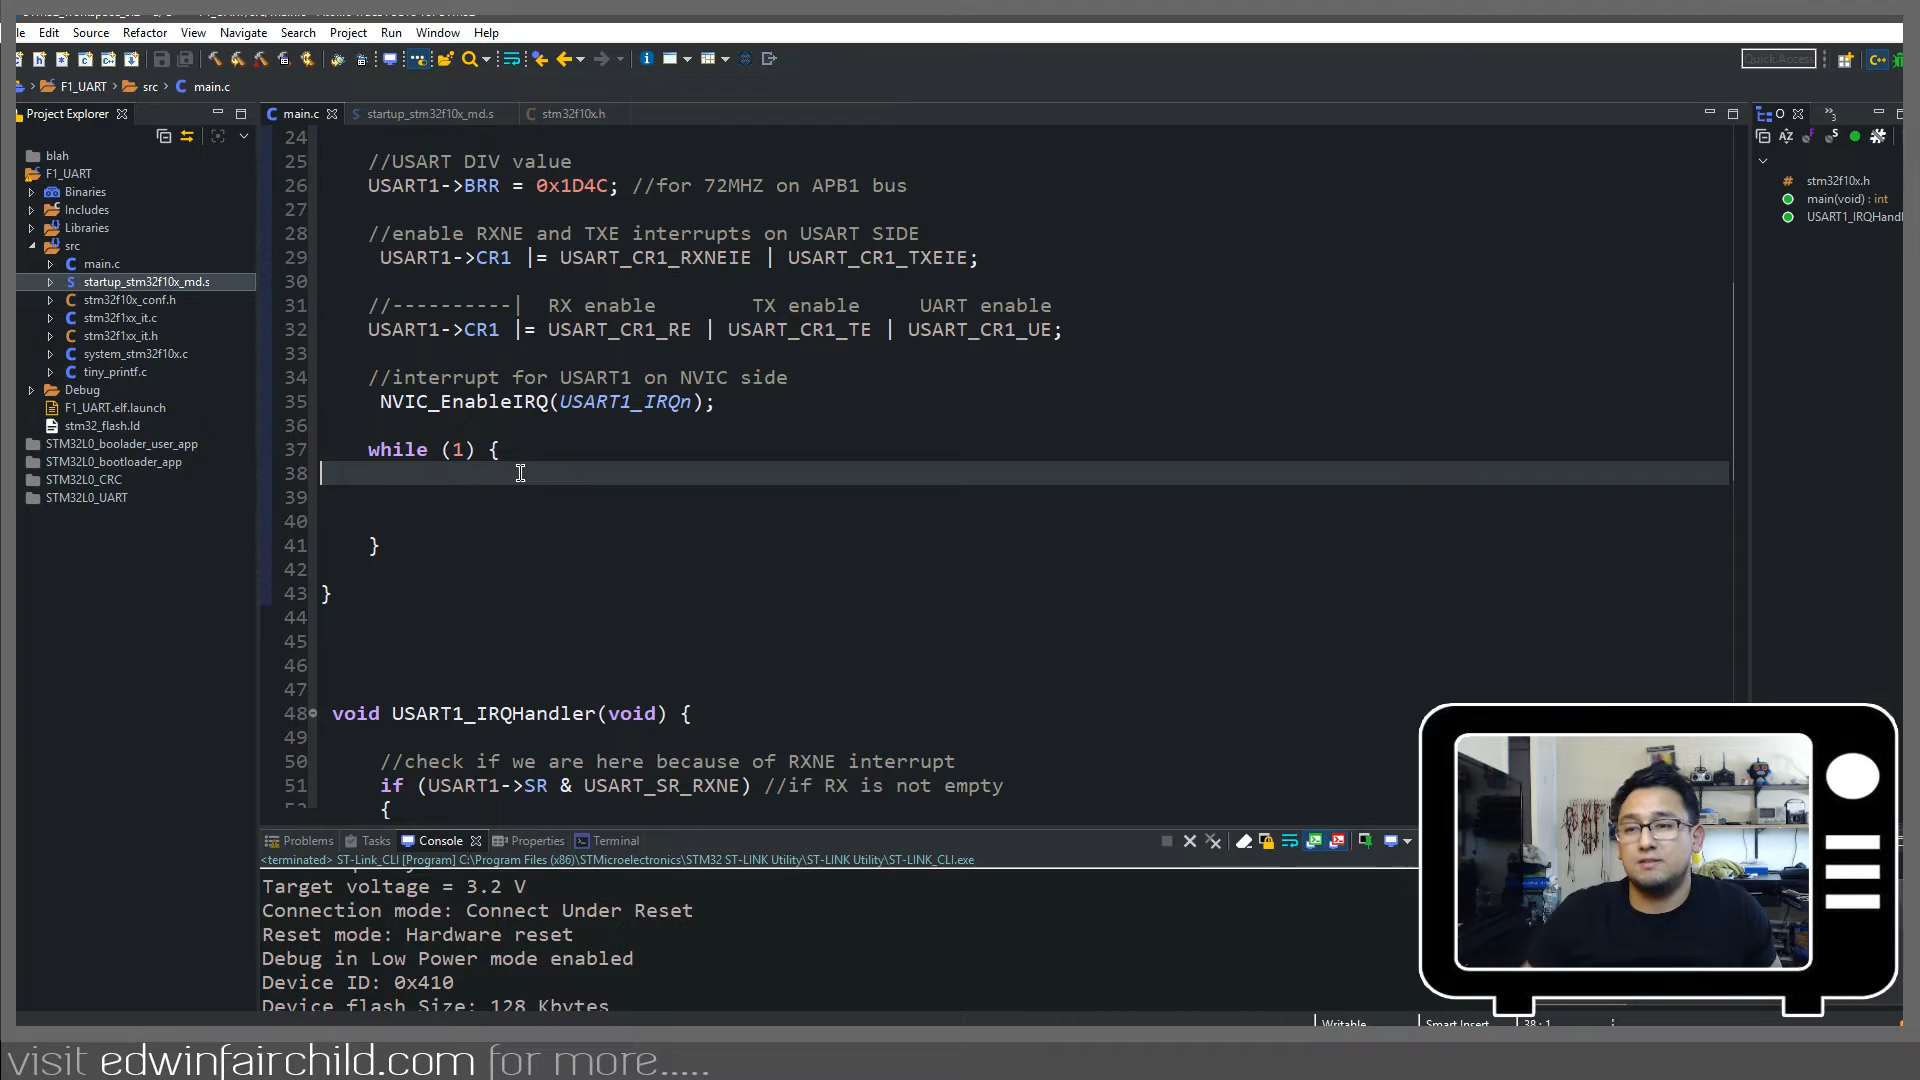 le Edit Source Refactor View Navigate Search Project Run Window Help
Quick Access
F1_UART src main.c
Project Explorer
main.c startup_stm32f10x_md.s stm32f10x.h
blah
F1_UART
Binaries
Includes
Libraries
src
main.c
startup_stm32f10x_md.s
stm32f10x_conf.h
stm32f1xx_it.c
stm32f1xx_it.h
system_stm32f10x.c
tiny_printf.c
Debug
F1_UART.elf.launch
stm32_flash.ld
STM32L0_boolader_user_app
STM32L0_bootloader_app
STM32L0_CRC
STM32L0_UART
24
25 //USART DIV value
26 USART1->BRR = 0x1D4C; //for 72MHZ on APB1 bus
27
28 //enable RXNE and TXE interrupts on USART SIDE
29 USART1->CR1 |= USART_CR1_RXNEIE | USART_CR1_TXEIE;
30
31 //----------| RX enable TX enable UART enable
32 USART1->CR1 |= USART_CR1_RE | USART_CR1_TE | USART_CR1_UE;
33
34 //interrupt for USART1 on NVIC side
35 NVIC_EnableIRQ(USART1_IRQn);
36
37 while (1) {
38
39
40
41 }
42
43 }
44
45
46
47
48 void USART1_IRQHandler(void) {
49
50 //check if we are here because of RXNE interrupt
51 if (USART1->SR & USART_SR_RXNE) //if RX is not empty
{
O
3
stm32f10x.h
main(void) : int
USART1_IRQHandl
Problems Tasks Console Properties Terminal
<terminated> ST-Link_CLI [Program] C:\Program Files (x86)\STMicroelectronics\STM32 ST-LINK Utility\ST-LINK Utility\ST-LINK_CLI.exe
Target voltage = 3.2 V
Connection mode: Connect Under Reset
Reset mode: Hardware reset
Debug in Low Power mode enabled
Device ID: 0x410
Device flash Size: 128 Kbytes
Writable Smart Insert 38 : 1
visit edwinfairchild.com for more.....